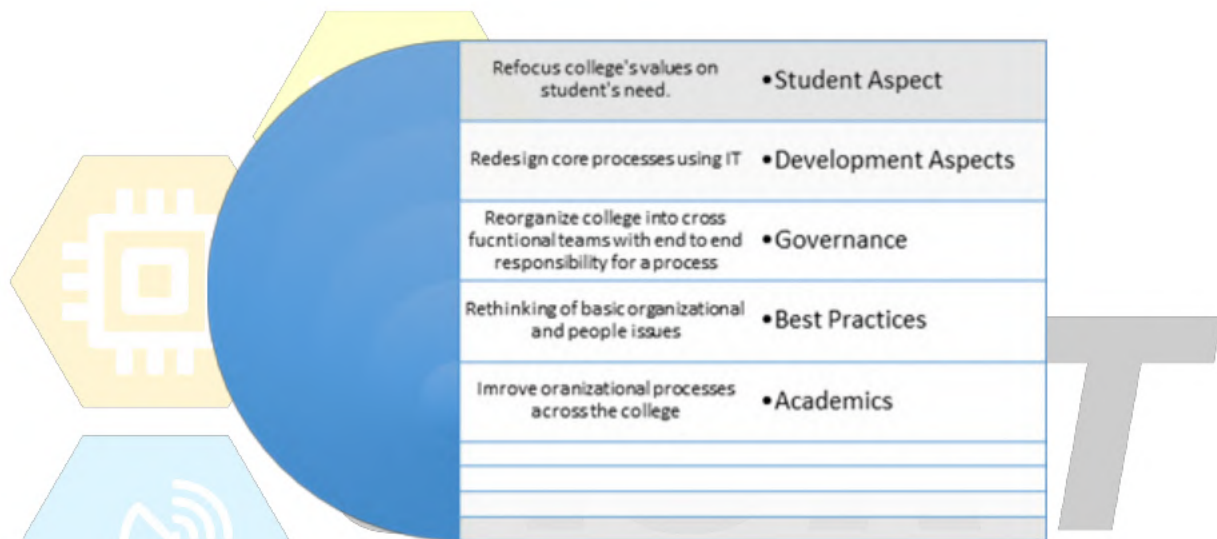 Refocus college's values on
student's need.
•Student Aspect
Redesign core processes using IT
•Development Aspects
Reorganize college into cross
fucntional teams with end to end
responsibility for a process
•Governance
Rethinking of basic organizational
and people issues
•Best Practices
Imrove oranizational processes
across the college
•Academics